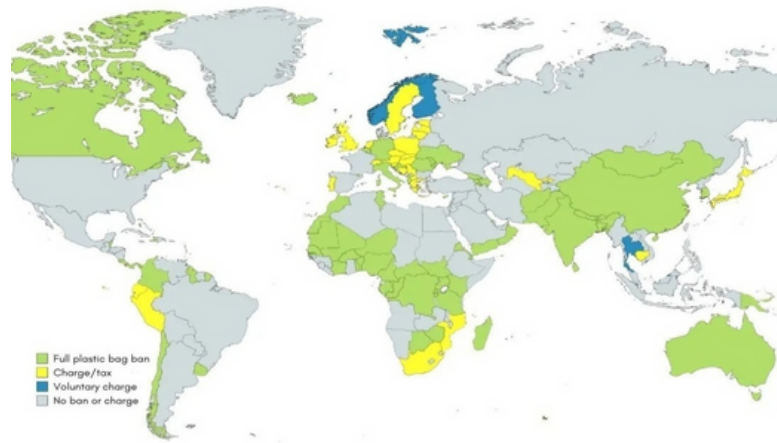 Full plastic bag ban
Charge/tax
Voluntary charge
No ban or charge